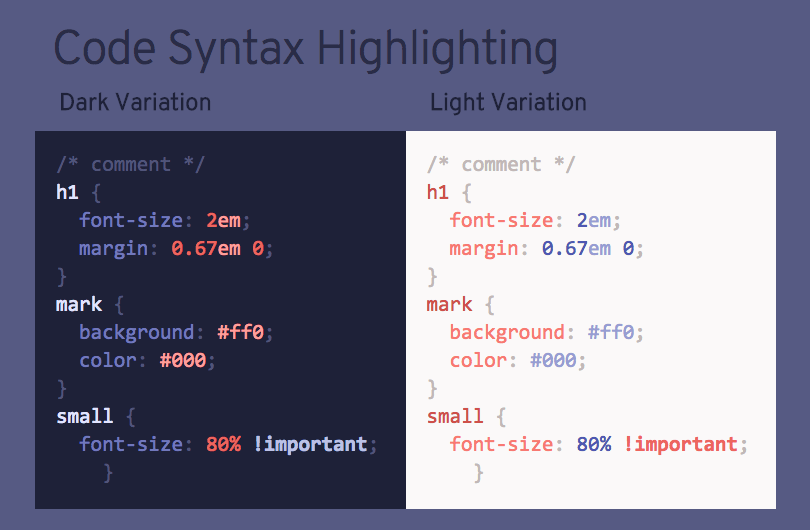 Code Syntax Highlighting
Dark Variation
/* comment */
h1 {
  font-size: 2em;
  margin: 0.67em 0;
}
mark {
  background: #ff0;
  color: #000;
}
small {
  font-size: 80% !important;
    }
Light Variation
/* comment */
h1 {
  font-size: 2em;
  margin: 0.67em 0;
}
mark {
  background: #ff0;
  color: #000;
}
small {
  font-size: 80% !important;
    }